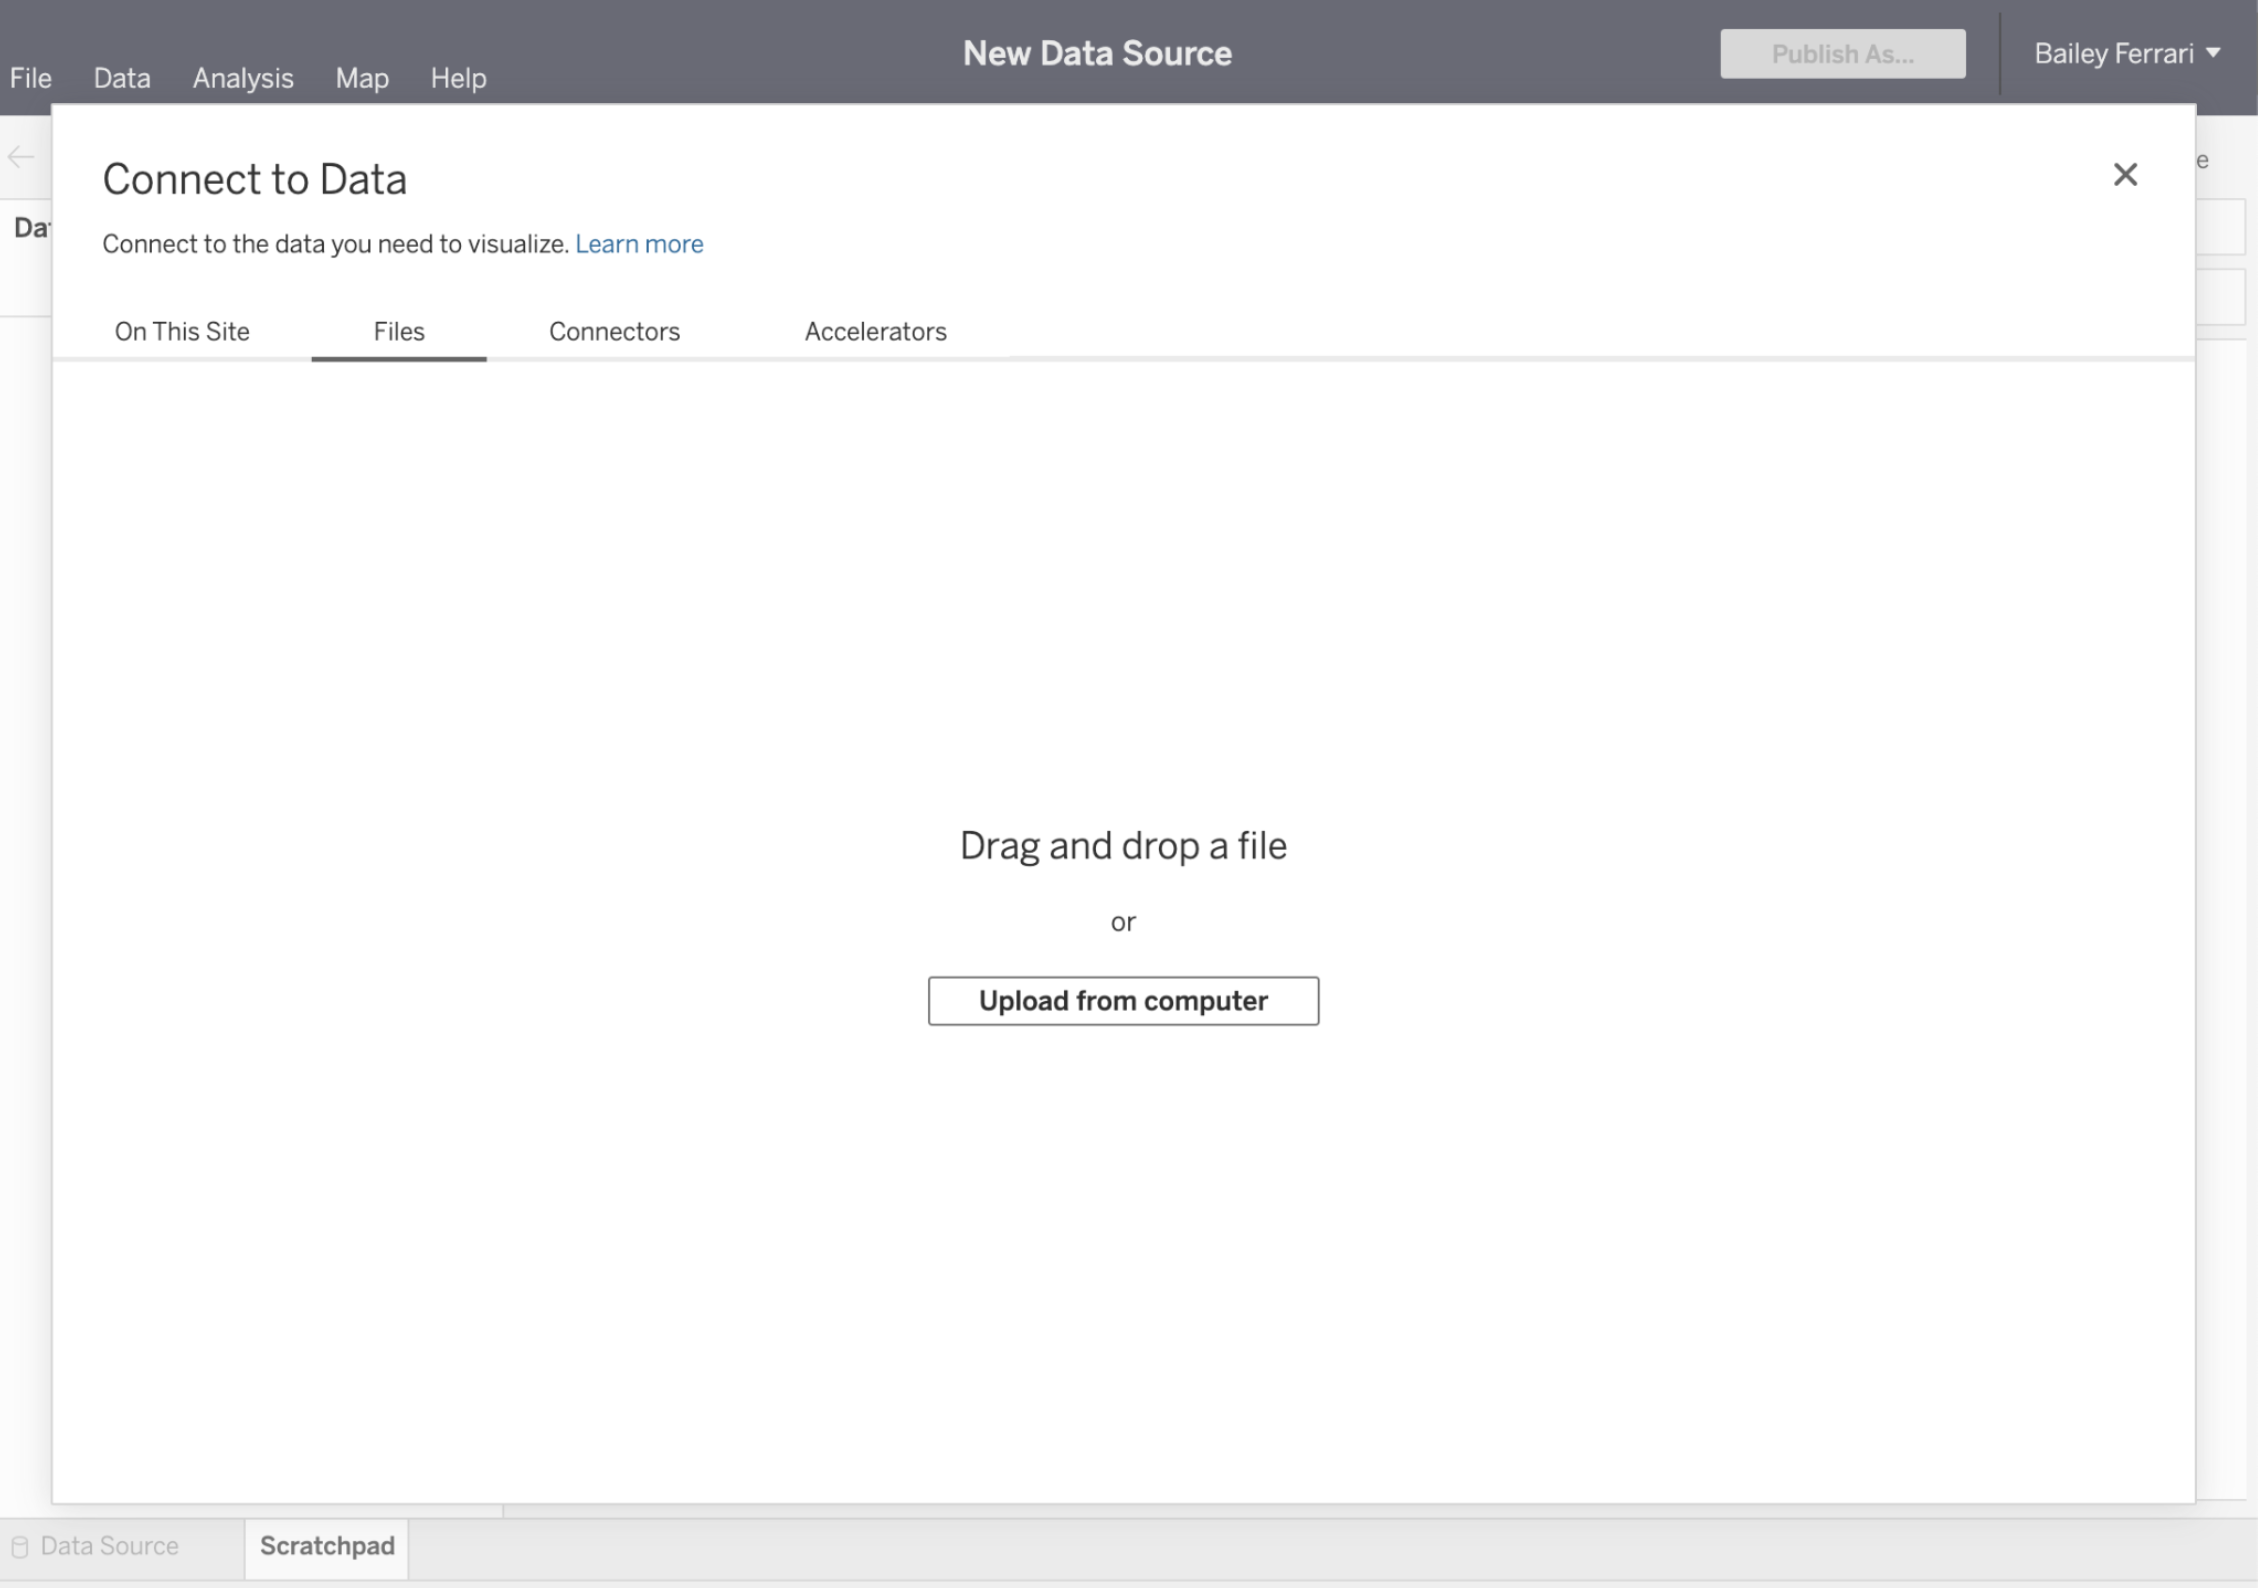 New Data Source
Publish As...
Bailey Ferrari
File Data Analysis Map Help
Connect to Data
Connect to the data you need to visualize. Learn more
On This Site Files Connectors Accelerators
Drag and drop a file
or
Upload from computer
Data Source Scratchpad